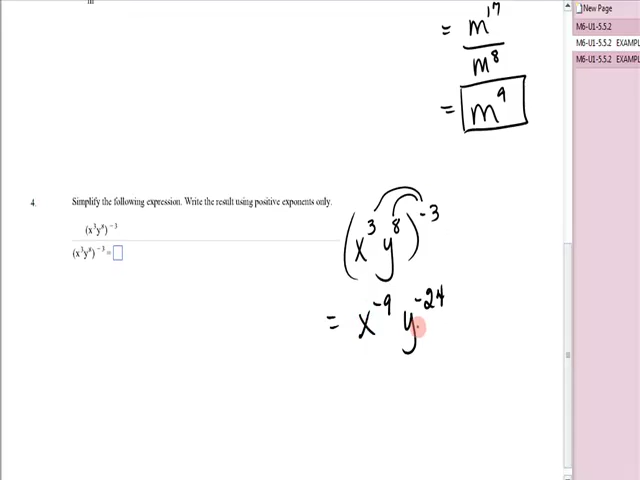 m
= m^17
m^8
= m^9
New Page
M6-U1-5.5.2
M6-U1-5.5.2 EXAMPL
M6-U1-5.5.2 EXAMPL
4. Simplify the following expression. Write the result using positive exponents only.
(x^3y^8)^-3
(x^3y^8)^-3 =
(x^3 y^8)^-3
= x^-9 y^-24